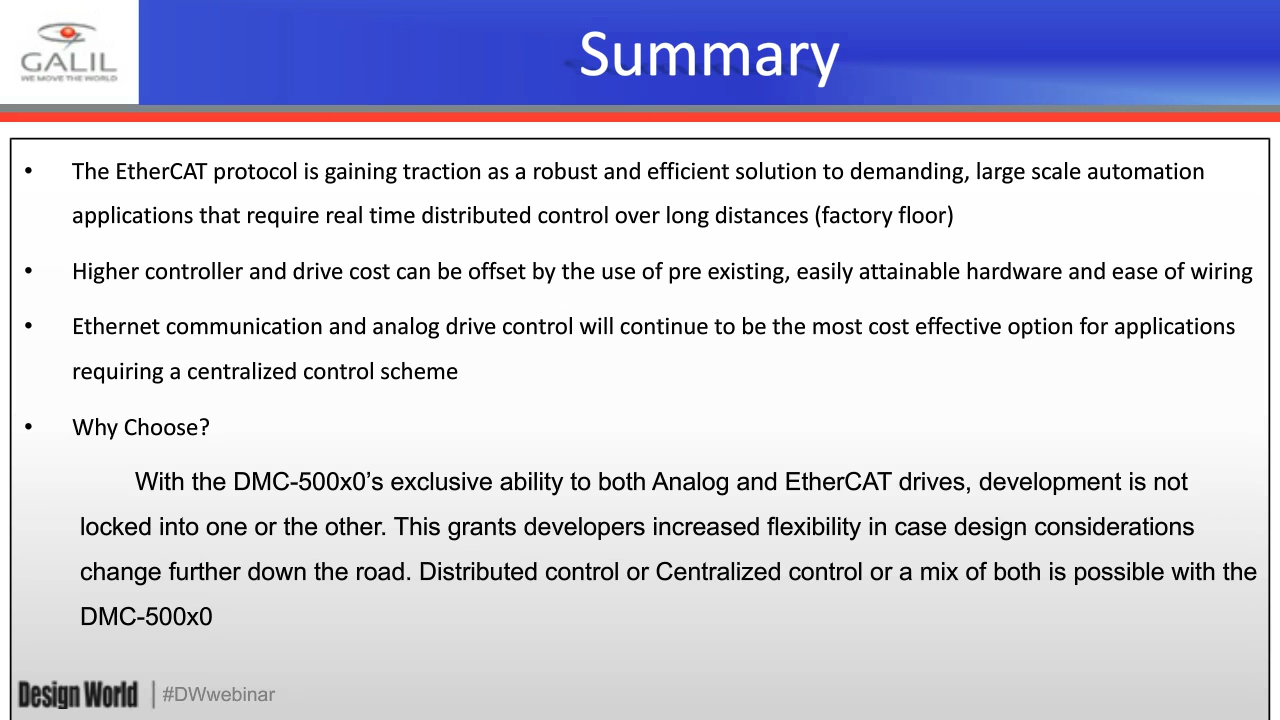 GALIL
WE MOVE THE WORLD
Summary
• The EtherCAT protocol is gaining traction as a robust and efficient solution to demanding, large scale automation
applications that require real time distributed control over long distances (factory floor)
• Higher controller and drive cost can be offset by the use of pre existing, easily attainable hardware and ease of wiring
• Ethernet communication and analog drive control will continue to be the most cost effective option for applications
requiring a centralized control scheme
• Why Choose?
With the DMC-500x0’s exclusive ability to both Analog and EtherCAT drives, development is not
locked into one or the other. This grants developers increased flexibility in case design considerations
change further down the road. Distributed control or Centralized control or a mix of both is possible with the
DMC-500x0
Design World | #DWwebinar